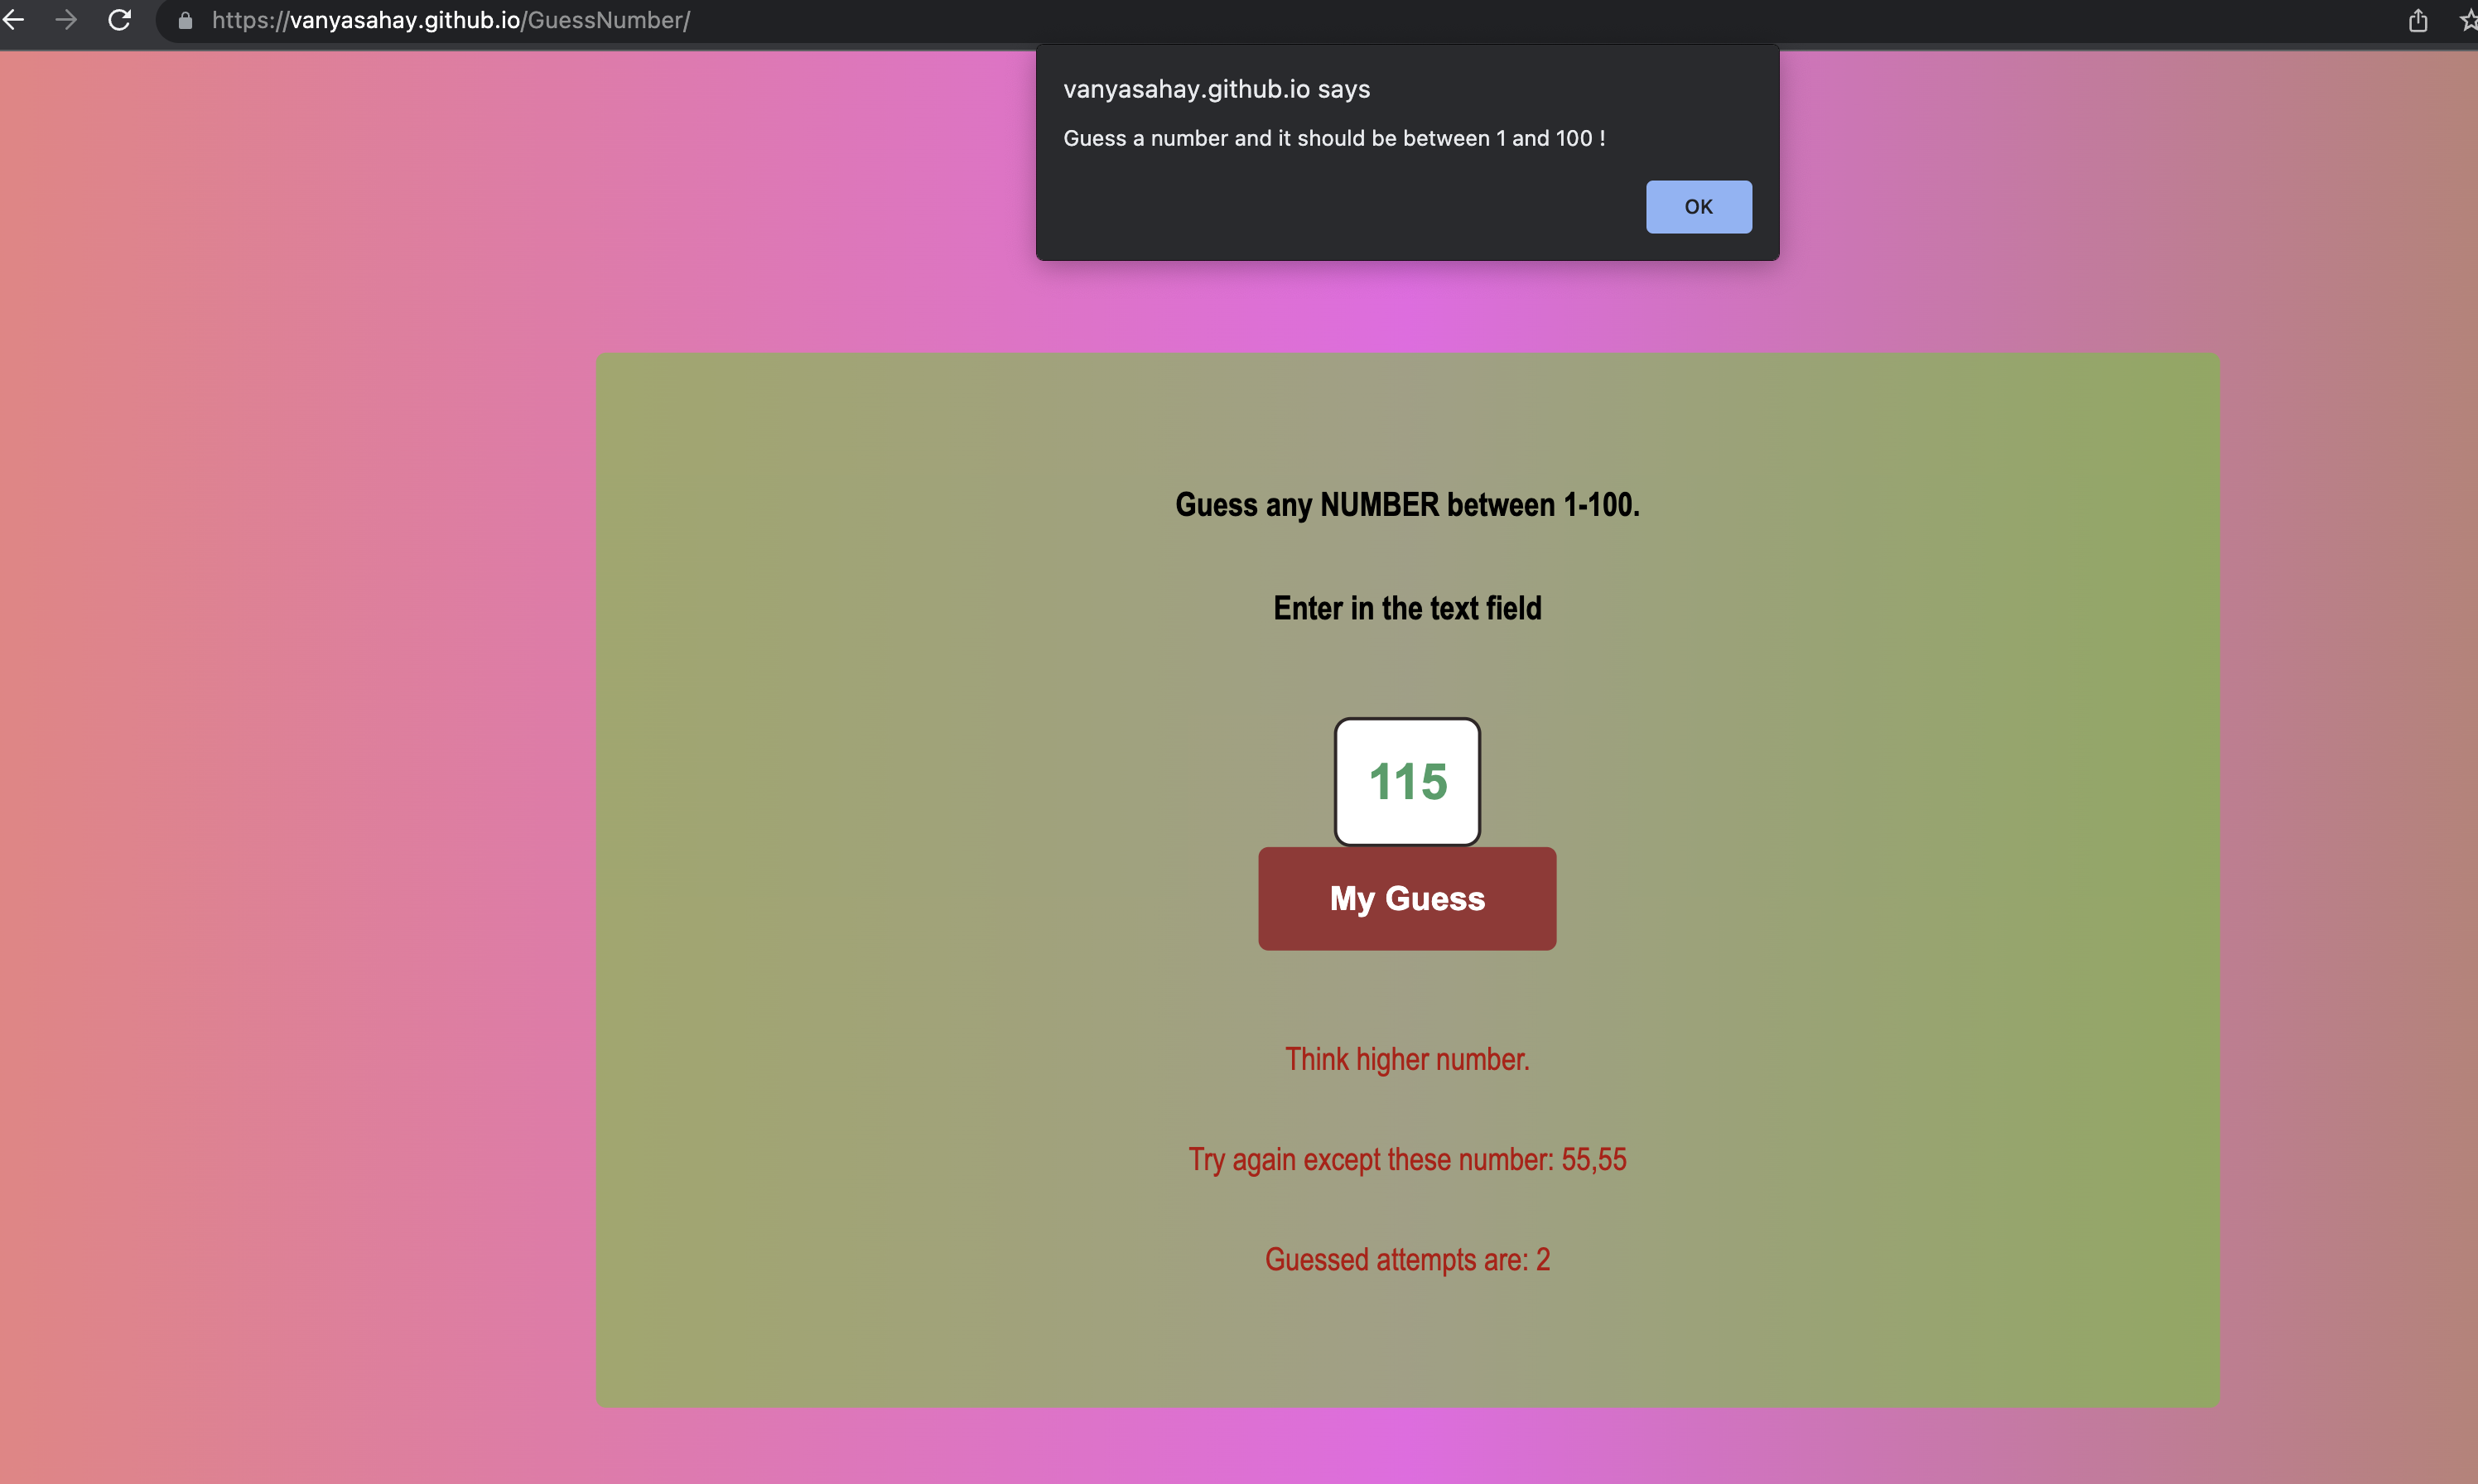 https://vanyasahay.github.io/GuessNumber/
vanyasahay.github.io says
Guess a number and it should be between 1 and 100 !
OK
Guess any NUMBER between 1-100.
Enter in the text field
115
My Guess
Think higher number.
Try again except these number: 55,55
Guessed attempts are: 2